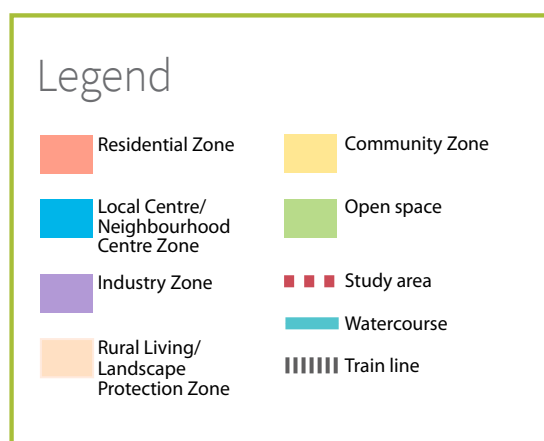 Legend
Residential Zone
Local Centre/
Neighbourhood
Centre Zone
Industry Zone
Rural Living/
Landscape
Protection Zone
Community Zone
Open space
Study area
Watercourse
Train line